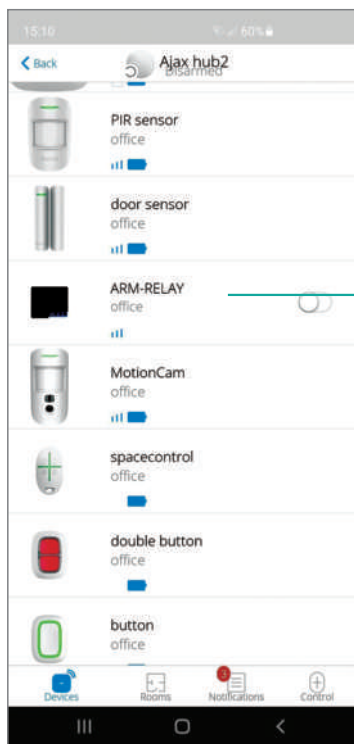 15:10
60%
Back
Ajax hub2
Disarmed
PIR sensor
office
door sensor
office
ARM-RELAY
office
MotionCam
office
spacecontrol
office
double button
office
button
office
3
Devices
Rooms
Notifications
Control